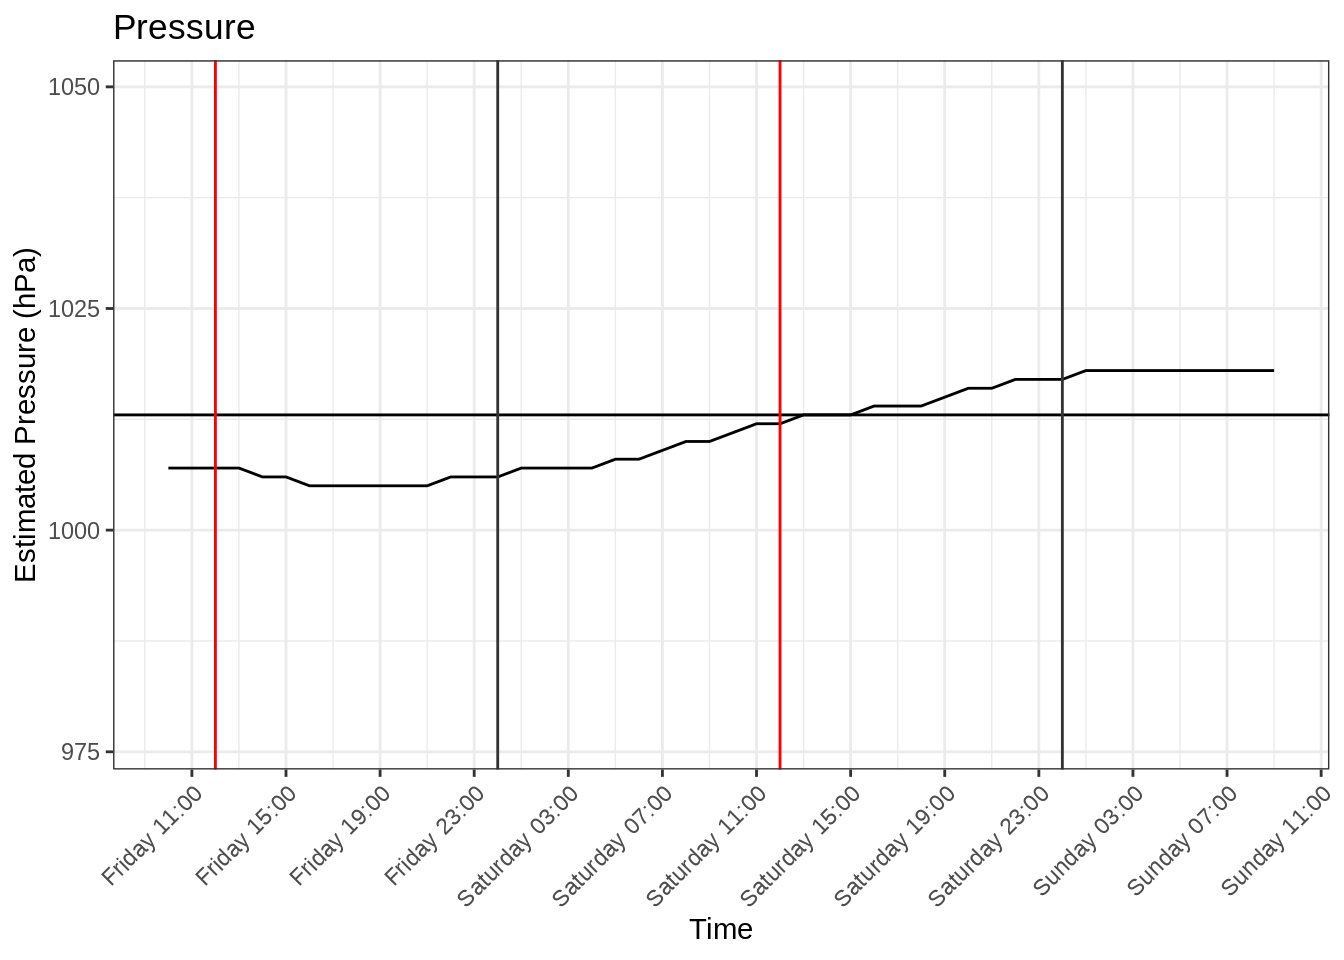 Pressure
Estimated Pressure (hPa)
1050
1025
1000
975
Friday 11:00
Friday 15:00
Friday 19:00
Friday 23:00
Saturday 03:00
Saturday 07:00
Saturday 11:00
Saturday 15:00
Saturday 19:00
Saturday 23:00
Sunday 03:00
Sunday 07:00
Sunday 11:00
Time